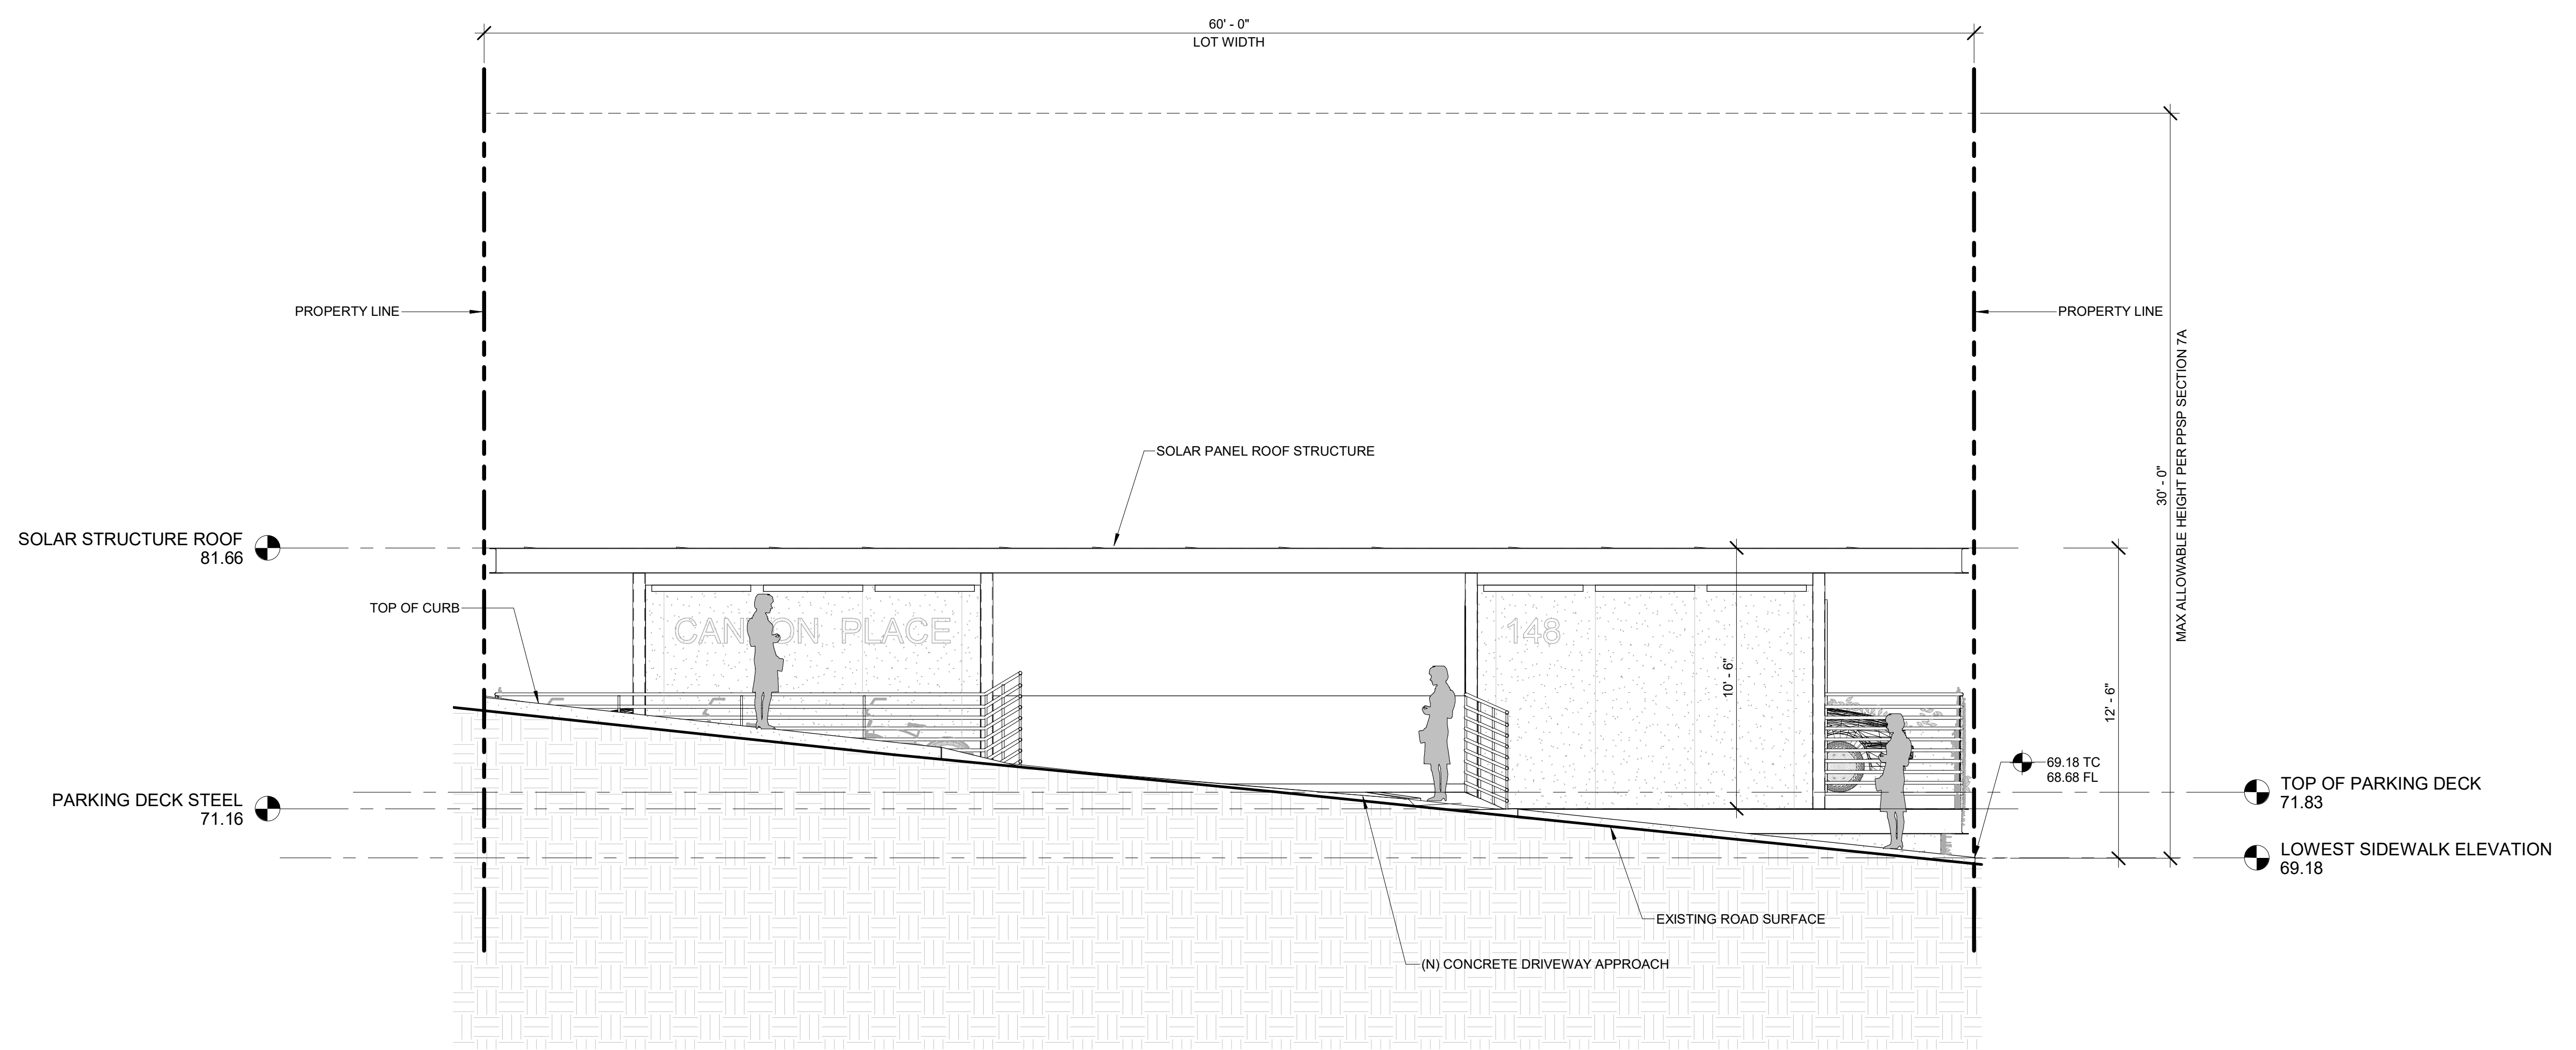 60' - 0"
LOT WIDTH
PROPERTY LINE
PROPERTY LINE
MAX ALLOWABLE HEIGHT PER PPSP SECTION 7A
30' - 0"
SOLAR PANEL ROOF STRUCTURE
SOLAR STRUCTURE ROOF
81.66
TOP OF CURB
CANYON PLACE
148
10' - 6"
12' - 6"
69.18 TC
68.68 FL
TOP OF PARKING DECK
71.83
PARKING DECK STEEL
71.16
LOWEST SIDEWALK ELEVATION
69.18
EXISTING ROAD SURFACE
(N) CONCRETE DRIVEWAY APPROACH